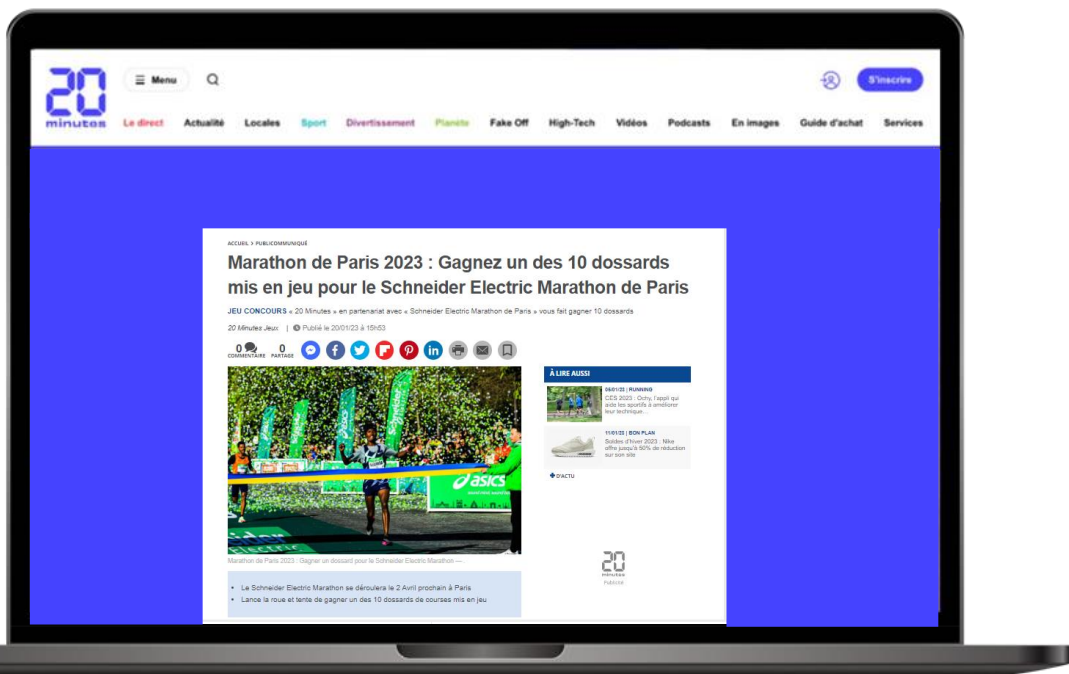 20
minutes
Menu
S'inscrire
Le direct Actualité Locales Sport Divertissement Planète Fake Off High-Tech Vidéos Podcasts En images Guide d'achat Services
ACCUEIL > PUBLICOMMUNIQUÉ
Marathon de Paris 2023 : Gagnez un des 10 dossards
mis en jeu pour le Schneider Electric Marathon de Paris
JEU CONCOURS « 20 Minutes » en partenariat avec « Schneider Electric Marathon de Paris » vous fait gagner 10 dossards
20 Minutes Jeux | Publié le 20/01/23 à 15h53
0 0
COMMENTAIRE PARTAGE
À LIRE AUSSI
06/01/23 | RUNNING
CES 2023 : Ochy, l'appli qui
aide les sportifs à améliorer
leur technique...
11/01/23 | BON PLAN
Soldes d'hiver 2023 : Nike
offre jusqu'à 50% de réduction
sur son site
D'ACTU
asics
asics
Electric
Marathon de Paris 2023 : Gagner un dossard pour le Schneider Electric Marathon —
20
minutes
Publicité
• Le Schneider Electric Marathon se déroulera le 2 Avril prochain à Paris
• Lance la roue et tente de gagner un des 10 dossards de courses mis en jeu